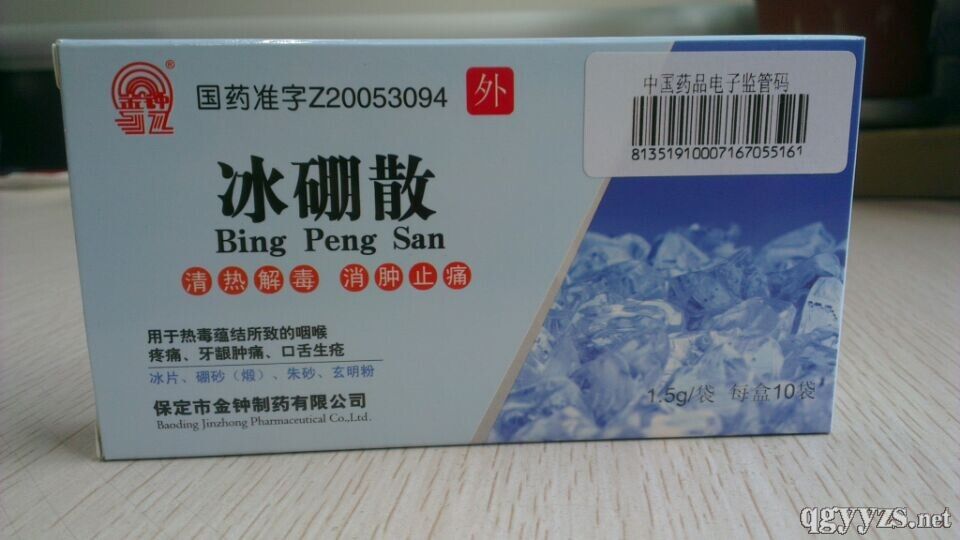 金钟
®
国药准字Z20053094
外
中国药品电子监管码
81351910007167055161
冰硼散
Bing Peng San
清热解毒 消肿止痛
用于热毒蕴结所致的咽喉
疼痛、牙龈肿痛、口舌生疮
冰片、硼砂（煅）、朱砂、玄明粉
1.5g/袋 每盒10袋
保定市金钟制药有限公司
Baoding Jinzhong Pharmaceutical Co.,Ltd.
qgyyzs.net